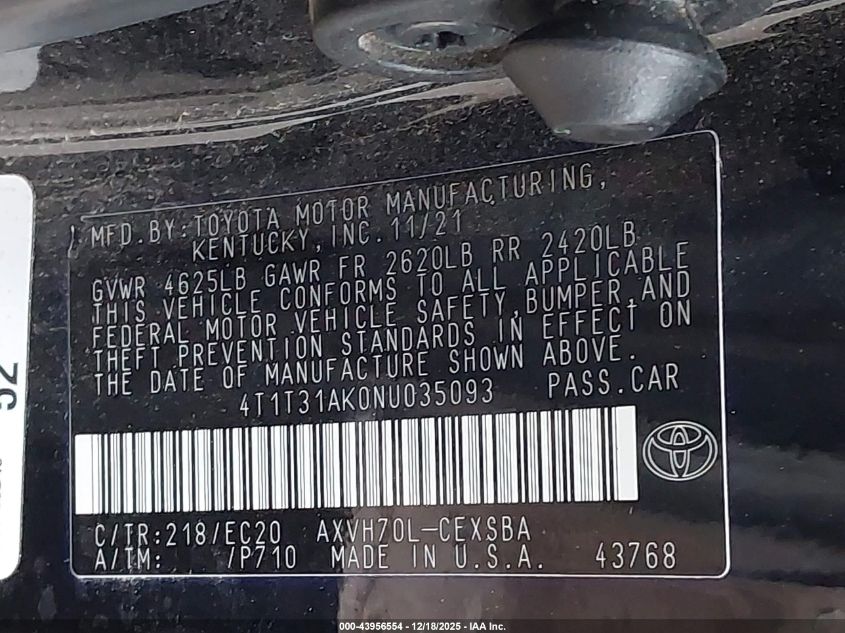 MFD.BY:TOYOTA MOTOR MANUFACTURING,
KENTUCKY,INC.11/21
GVWR 4625LB GAWR FR 2620LB RR 2420LB
THIS VEHICLE CONFORMS TO ALL APPLICABLE
FEDERAL MOTOR VEHICLE SAFETY,BUMPER,AND
THEFT PREVENTION STANDARDS IN EFFECT ON
THE DATE OF MANUFACTURE SHOWN ABOVE.
4T1T31AK0NU035093 PASS.CAR
C/TR:218/EC20 AXVH70L-CEXSBA
A/TM: /P710 MADE IN U.S.A. 43768
52
000-43956554 - 12/18/2025 - IAA Inc.